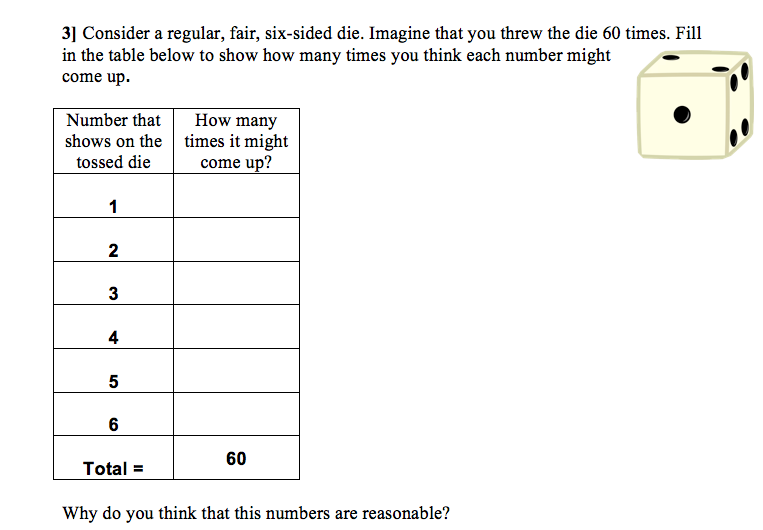 3] Consider a regular, fair, six-sided die. Imagine that you threw the die 60 times. Fill
in the table below to show how many times you think each number might
come up.
Number that shows on the tossed die
How many times it might come up?
1
2
3
4
5
6
Total =
60
Why do you think that this numbers are reasonable?